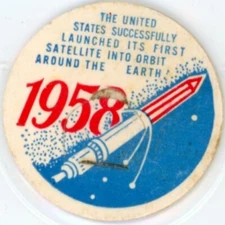 THE UNITED
STATES SUCCESSFULLY
LAUNCHED ITS FIRST
SATELLITE INTO ORBIT
AROUND THE EARTH
1958